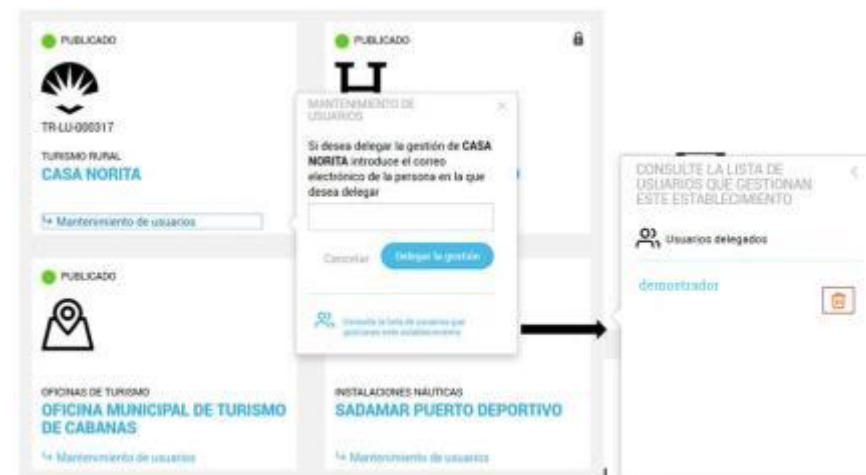 PUBLICADO
TR-LU-000317
TURISMO RURAL
CASA NORITA
Mantenimiento de usuarios
PUBLICADO
MANTENIMIENTO DE
USUARIOS
Si desea delegar la gestión de CASA
NORITA introduce el correo
electrónico de la persona en la que
desea delegar
Cancelar
Delegar la gestión
Consulte la lista de usuarios que
gestionan este establecimiento
PUBLICADO
OFICINAS DE TURISMO
OFICINA MUNICIPAL DE TURISMO
DE CABANAS
Mantenimiento de usuarios
INSTALACIONES NÁUTICAS
SADAMAR PUERTO DEPORTIVO
Mantenimiento de usuarios
CONSULTE LA LISTA DE
USUARIOS QUE GESTIONAN
ESTE ESTABLECIMIENTO
Usuarios delegados
demostrador